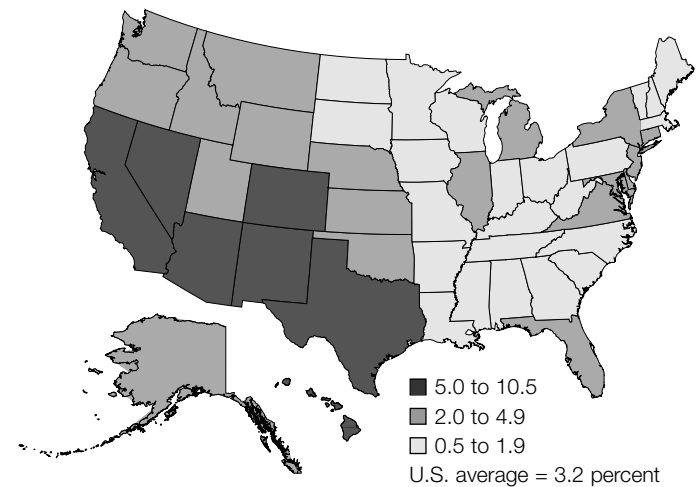 5.0 to 10.5
2.0 to 4.9
0.5 to 1.9
U.S. average = 3.2 percent